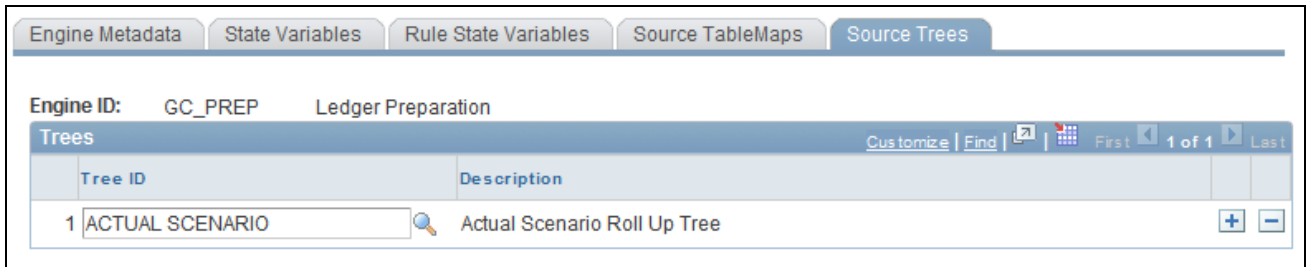 Engine Metadata State Variables Rule State Variables Source TableMaps Source Trees
Engine ID: GC_PREP Ledger Preparation
Trees Customize | Find | | First 1 of 1 Last
Tree ID Description
1 ACTUAL SCENARIO Actual Scenario Roll Up Tree